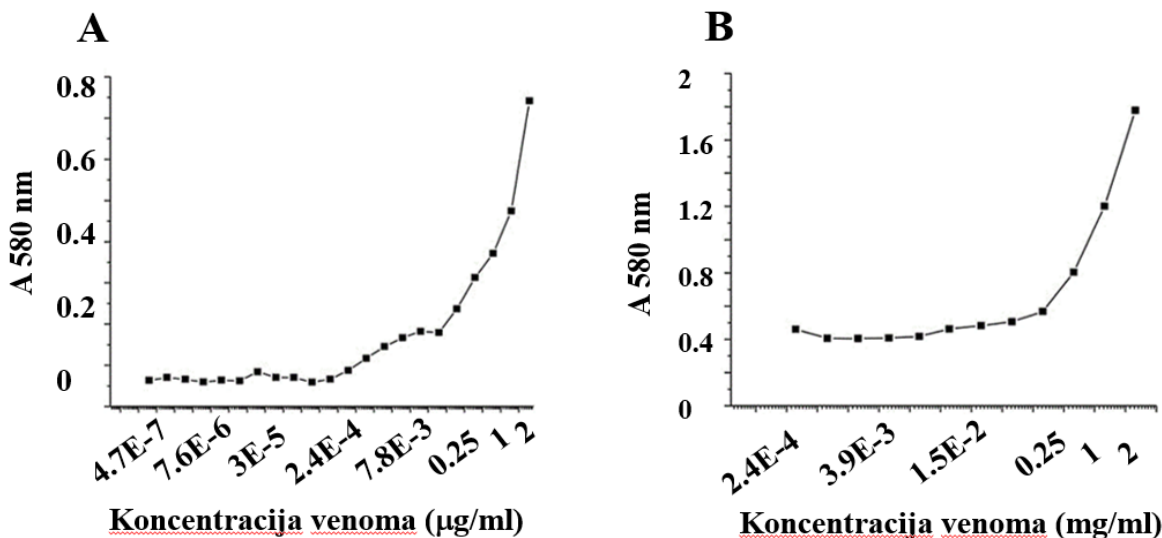 A
A 580 nm
0.8
0.6
0.4
0.2
0
4.7E-7
7.6E-6
3E-5
2.4E-4
7.8E-3
0.25
1
2
Koncentracija venoma (μg/ml)
B
A 580 nm
2
1.6
1.2
0.8
0.4
0
2.4E-4
3.9E-3
1.5E-2
0.25
1
2
Koncentracija venoma (mg/ml)